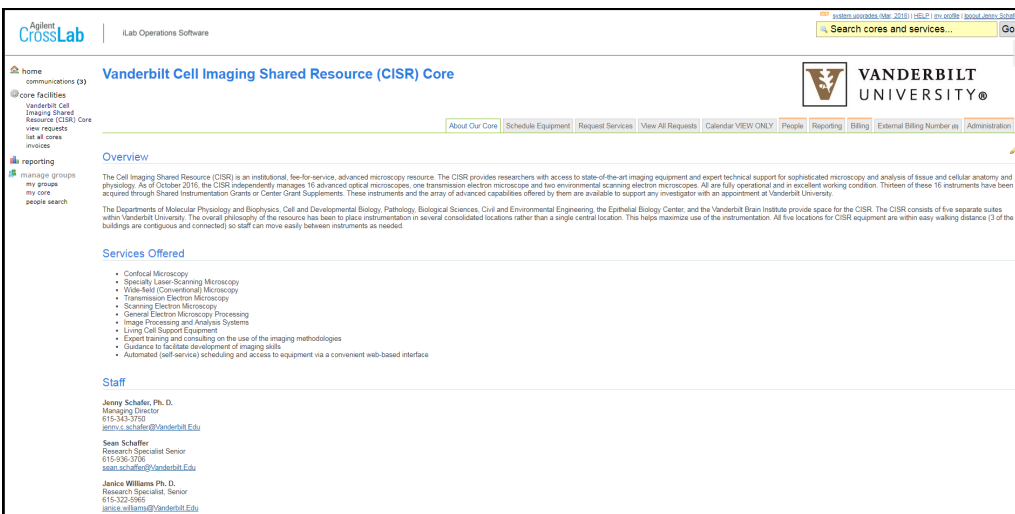 system upgrades (Mar, 2016) | HELP | my profile | logout Jenny Schaf
Agilent
CrossLab
iLab Operations Software
Search cores and services...
Go
home
communications (3)
core facilities
Vanderbilt Cell
Imaging Shared
Resource (CISR) Core
view requests
list all cores
invoices
reporting
manage groups
my groups
my core
people search
Vanderbilt Cell Imaging Shared Resource (CISR) Core
V
VANDERBILT
UNIVERSITY®
About Our Core Schedule Equipment Request Services View All Requests Calendar VIEW ONLY People Reporting Billing External Billing Number (6) Administration
Overview
The Cell Imaging Shared Resource (CISR) is an institutional, fee-for-service, advanced microscopy resource. The CISR provides researchers with access to state-of-the-art imaging equipment and expert technical support for sophisticated microscopy and analysis of tissue and cellular anatomy and
physiology. As of October 2016, the CISR independently manages 16 advanced optical microscopes, one transmission electron microscope and two environmental scanning electron microscopes. All are fully operational and in excellent working condition. Thirteen of these 16 instruments have been
acquired through Shared Instrumentation Grants or Center Grant Supplements. These instruments and the array of advanced capabilities offered by them are available to support any investigator with an appointment at Vanderbilt University.
The Departments of Molecular Physiology and Biophysics, Cell and Developmental Biology, Pathology, Biological Sciences, Civil and Environmental Engineering, the Epithelial Biology Center, and the Vanderbilt Brain Institute provide space for the CISR. The CISR consists of five separate suites
within Vanderbilt University. The overall philosophy of the resource has been to place instrumentation in several consolidated locations rather than a single central location. This helps maximize use of the instrumentation. All five locations for CISR equipment are within easy walking distance (3 of the
buildings are contiguous and connected) so staff can move easily between instruments as needed.
Services Offered
• Confocal Microscopy
• Specialty Laser-Scanning Microscopy
• Wide-field (Conventional) Microscopy
• Transmission Electron Microscopy
• Scanning Electron Microscopy
• General Electron Microscopy Processing
• Image Processing and Analysis Systems
• Living Cell Support Equipment
• Expert training and consulting on the use of the imaging methodologies
• Guidance to facilitate development of imaging skills
• Automated (self-service) scheduling and access to equipment via a convenient web-based interface
Staff
Jenny Schafer, Ph. D.
Managing Director
615-343-3750
jenny.c.schafer@Vanderbilt.Edu
Sean Schaffer
Research Specialist Senior
615-936-3706
sean.schaffer@Vanderbilt.Edu
Janice Williams Ph. D.
Research Specialist, Senior
615-322-5965
janice.williams@Vanderbilt.Edu